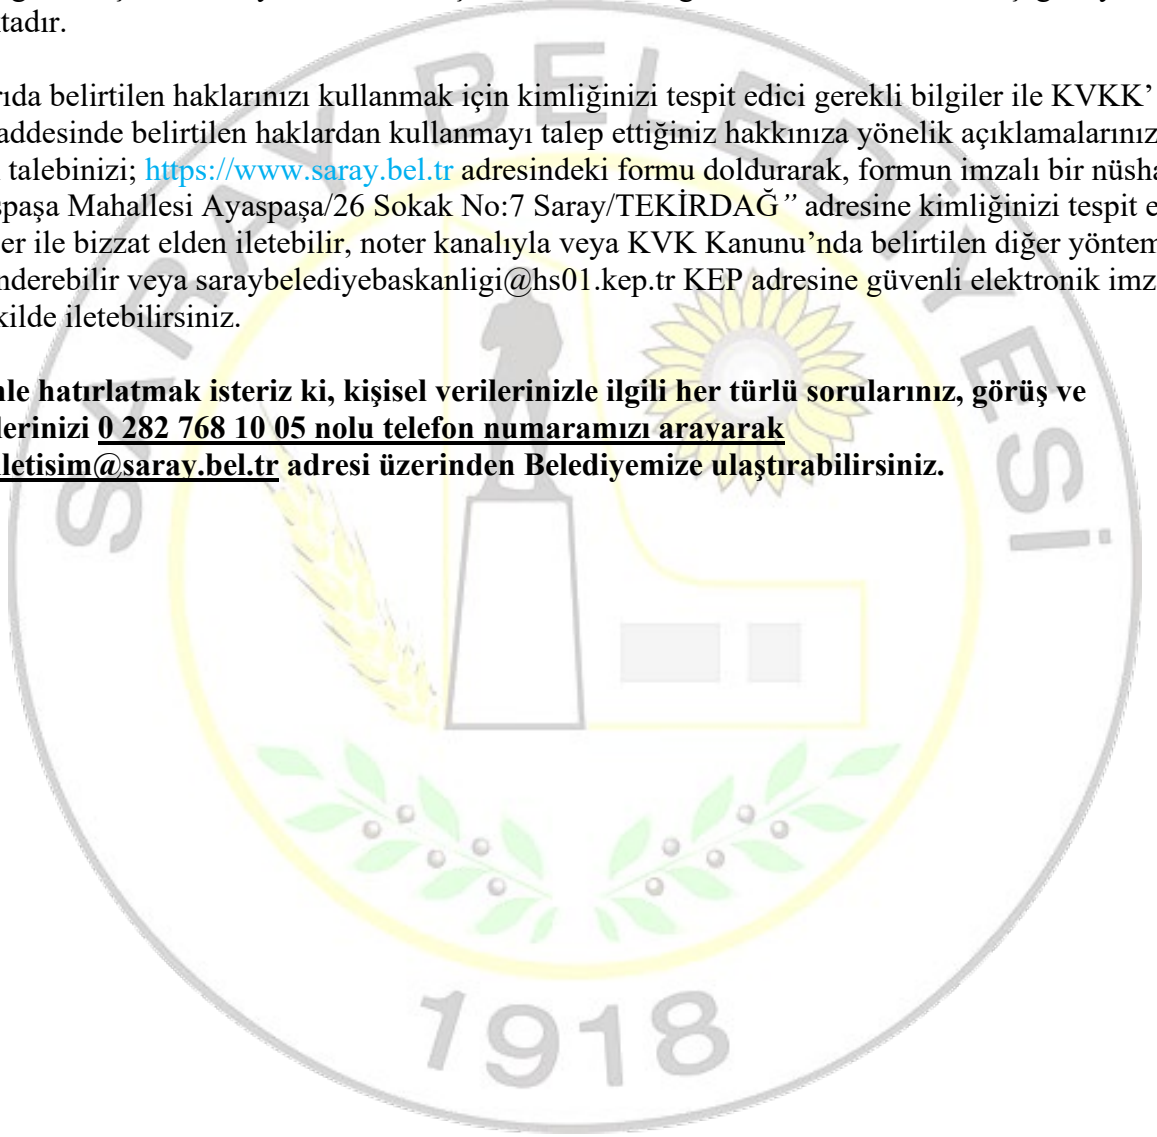 tadır.
rıda belirtilen haklarınızı kullanmak için kimliğinizi tespit edici gerekli bilgiler ile KVKK’
addesinde belirtilen haklardan kullanmayı talep ettiğiniz hakkınıza yönelik açıklamalarınız
talebinizi; https://www.saray.bel.tr adresindeki formu doldurarak, formun imzalı bir nüsha
spaşa Mahallesi Ayaspaşa/26 Sokak No:7 Saray/TEKİRDAĞ” adresine kimliğinizi tespit e
er ile bizzat elden iletebilir, noter kanalıyla veya KVK Kanunu’nda belirtilen diğer yöntem
nderebilir veya saraybelediyebaskanligi@hs01.kep.tr KEP adresine güvenli elektronik imz
kilde iletebilirsiniz.
nle hatırlatmak isteriz ki, kişisel verilerinizle ilgili her türlü sorularınız, görüş ve
lerinizi 0 282 768 10 05 nolu telefon numaramızı arayarak
letisim@saray.bel.tr adresi üzerinden Belediyemize ulaştırabilirsiniz.
SARAY BELEDİYESİ
1918